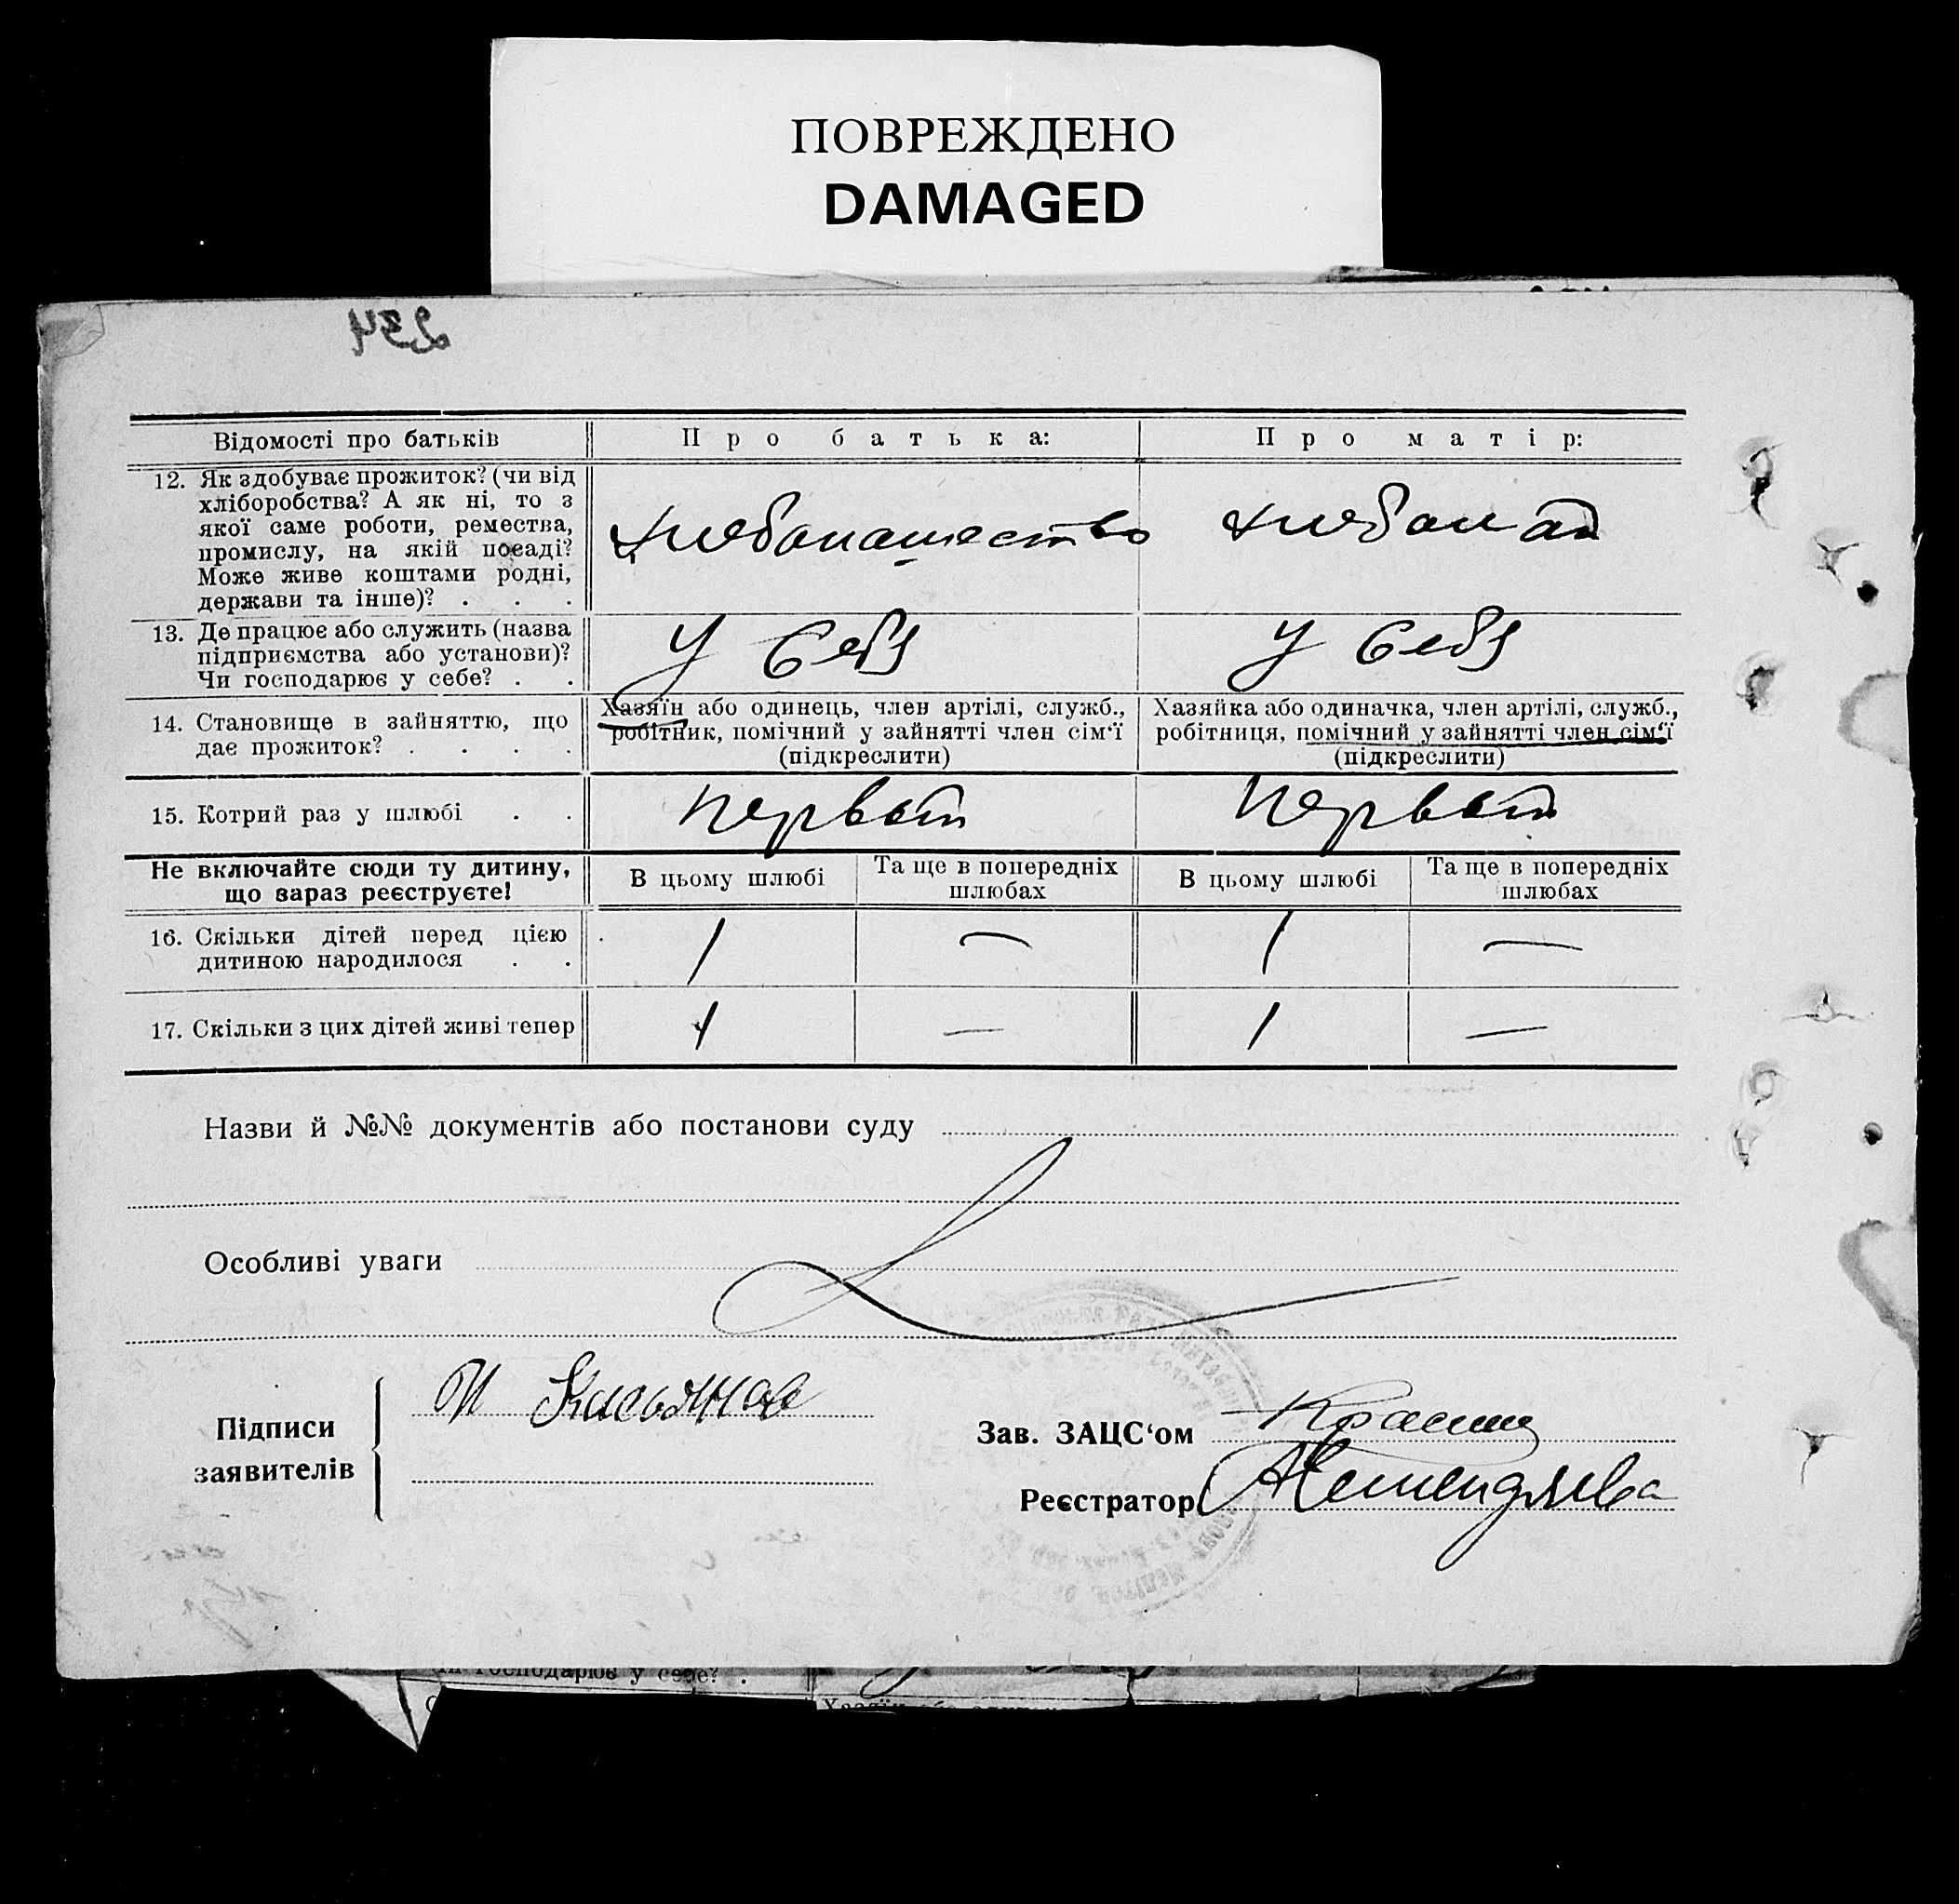 ПОВРЕЖДЕНО
DAMAGED
Відомості про батьків
Про батька:
Про матір:
12. Як здобуває прожиток? (чи від
хліборобства? А як ні, то з
якої саме роботи, ремества,
промислу, на якій посаді?
Може живе коштами родні,
держави та інше)? . . .
хлебопашество
хлебопаш
13. Де працює або служить (назва
підприємства або установи)?
Чи господарює у себе? . .
У себя
У себя
14. Становище в зайняттю, що
дає прожиток? . . . .
Хазяїн або одинець, член артілі, служб.,
робітник, помічний у зайнятті член сім‘ї
(підкреслити)
Хазяйка або одиначка, член артілі, служб.,
робітниця, помічний у зайнятті член сім‘ї
(підкреслити)
15. Котрий раз у шлюбі . .
первый
первый
Не включайте сюди ту дитину,
що зараз реєструєте!
В цьому шлюбі
Та ще в попередніх
шлюбах
В цьому шлюбі
Та ще в попередніх
шлюбах
16. Скільки дітей перед цією
дитиною народилося . .
1 — 1 —
17. Скільки з цих дітей живі тепер
1 — 1 —
Назви й №№ документів або постанови суду
Особливі уваги
Підписи
заявителів
И
Зав. ЗАЦС‘ом
Реєстратор
господарює у себе? .